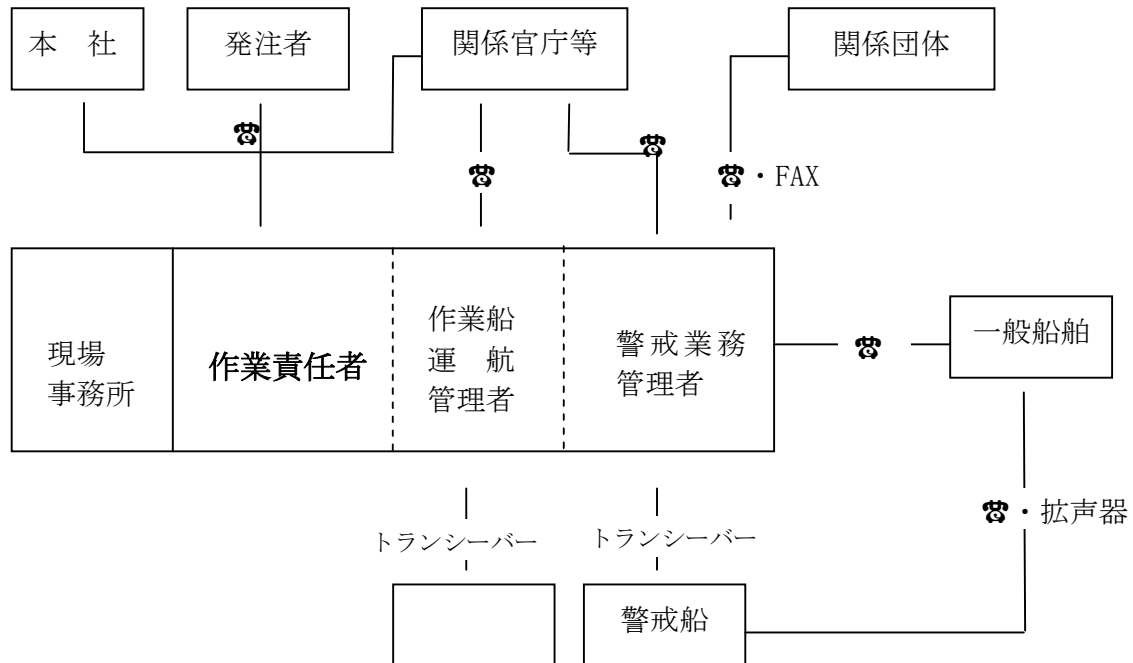 本　社
発注者
関係官庁等
関係団体
☎
☎
☎
☎・FAX
現場
事務所
作業責任者
作業船
運　航
管理者
警戒業務
管理者
☎
一般船舶
☎・拡声器
トランシーバー
トランシーバー
警戒船